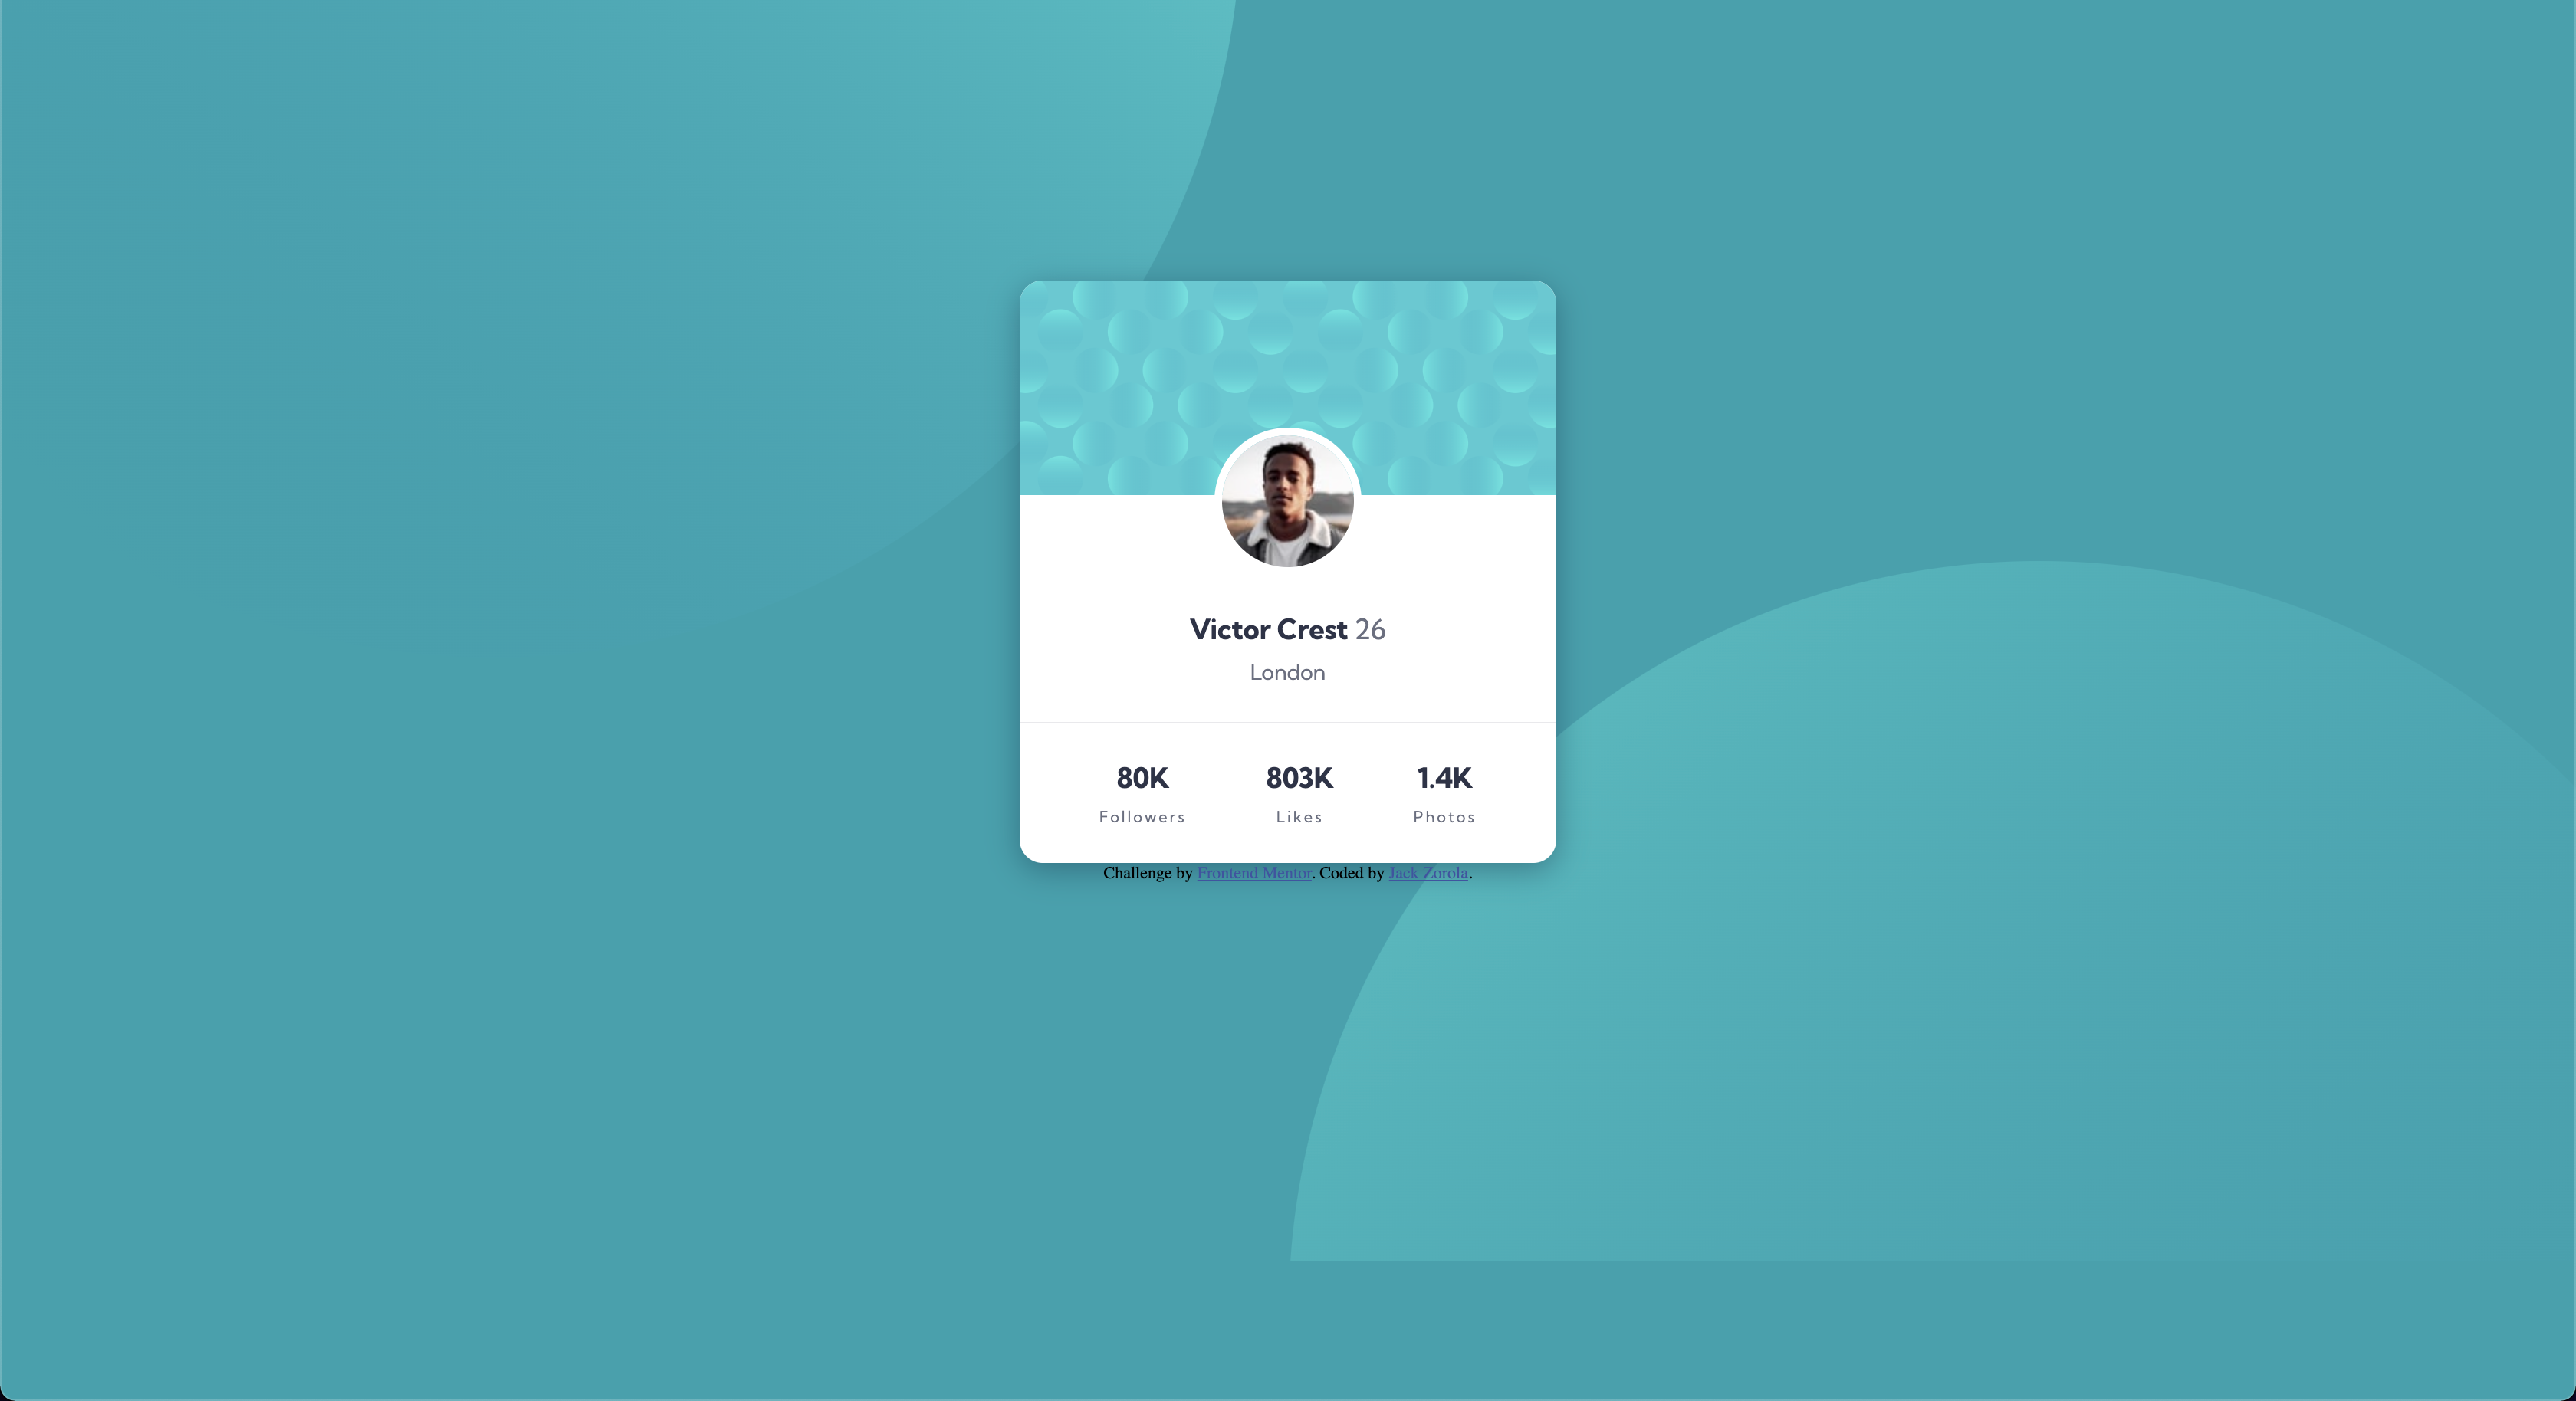 Victor Crest 26
London
80K 803K 1.4K
Followers Likes Photos
Challenge by Frontend Mentor. Coded by Jack Zorola.